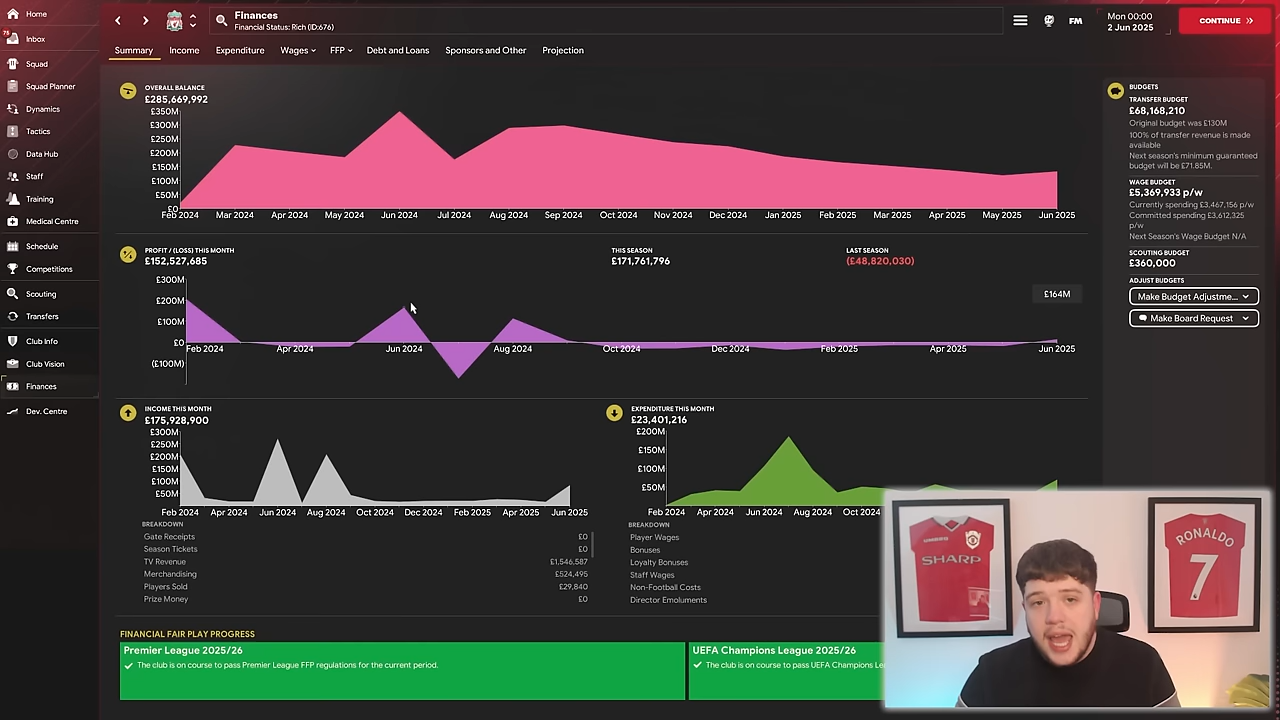 Home
Finances
Financial Status: Rich (ID:676)
FM
Mon 00:00
2 Jun 2025
CONTINUE
75
Inbox
Squad
Squad Planner
Dynamics
Tactics
Data Hub
Staff
Training
Medical Centre
Schedule
Competitions
Scouting
Transfers
Club Info
Club Vision
Finances
Dev. Centre
Summary
Income
Expenditure
Wages
FFP
Debt and Loans
Sponsors and Other
Projection
OVERALL BALANCE
£285,669,992
£350M
£300M
£250M
£200M
£150M
£100M
£50M
£0
Feb 2024 Mar 2024 Apr 2024 May 2024 Jun 2024 Jul 2024 Aug 2024 Sep 2024 Oct 2024 Nov 2024 Dec 2024 Jan 2025 Feb 2025 Mar 2025 Apr 2025 May 2025 Jun 2025
PROFIT / (LOSS) THIS MONTH
£152,527,685
THIS SEASON
£171,761,796
LAST SEASON
(£48,820,030)
£164M
£300M
£200M
£100M
£0
(£100M)
Feb 2024 Apr 2024 Jun 2024 Aug 2024 Oct 2024 Dec 2024 Feb 2025 Apr 2025 Jun 2025
INCOME THIS MONTH
£175,928,900
£300M
£250M
£200M
£150M
£100M
£50M
Feb 2024 Apr 2024 Jun 2024 Aug 2024 Oct 2024 Dec 2024 Feb 2025 Apr 2025 Jun 2025
BREAKDOWN
Gate Receipts £0
Season Tickets £0
TV Revenue £1,546,587
Merchandising £524,495
Players Sold £29,840
Prize Money £0
EXPENDITURE THIS MONTH
£23,401,216
£200M
£150M
£100M
£50M
Feb 2024 Apr 2024 Jun 2024 Aug 2024 Oct 2024
BREAKDOWN
Player Wages
Bonuses
Loyalty Bonuses
Staff Wages
Non-Football Costs
Director Emoluments
FINANCIAL FAIR PLAY PROGRESS
Premier League 2025/26
The club is on course to pass Premier League FFP regulations for the current period.
UEFA Champions League 2025/26
The club is on course to pass UEFA Champions Le
BUDGETS
TRANSFER BUDGET
£68,168,210
Original budget was £130M
100% of transfer revenue is made
available
Next season's minimum guaranteed
budget will be £71.85M.
WAGE BUDGET
£5,369,933 p/w
Currently spending £3,467,156 p/w
Committed spending £3,612,325
p/w
Next Season's Wage Budget N/A
SCOUTING BUDGET
£360,000
ADJUST BUDGETS
Make Budget Adjustme...
Make Board Request
SHARP
RONALDO
7